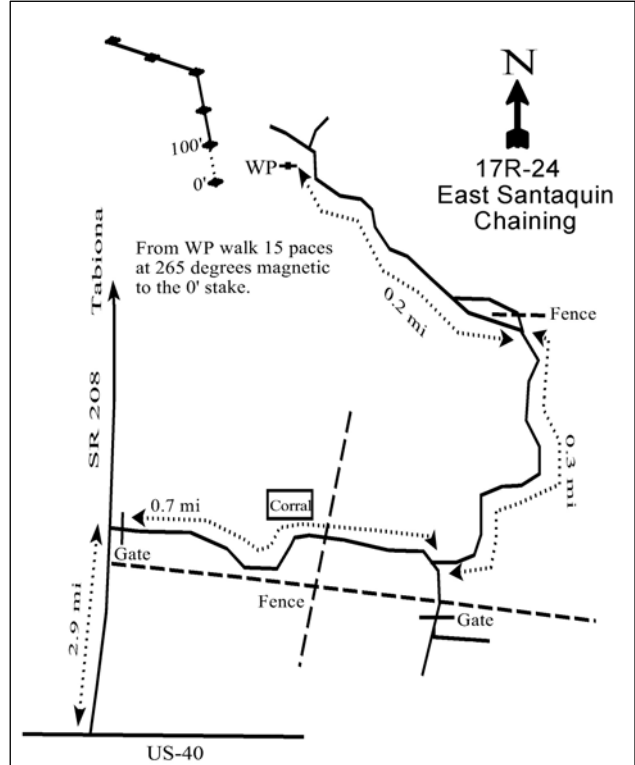 N
17R-24
East Santaquin
Chaining
100'
0'
WP
From WP walk 15 paces
at 265 degrees magnetic
to the 0' stake.
Tabiona
SR 208
0.2 mi
Fence
0.3 mi
0.7 mi
Corral
Gate
Fence
Gate
2.9 mi
US-40